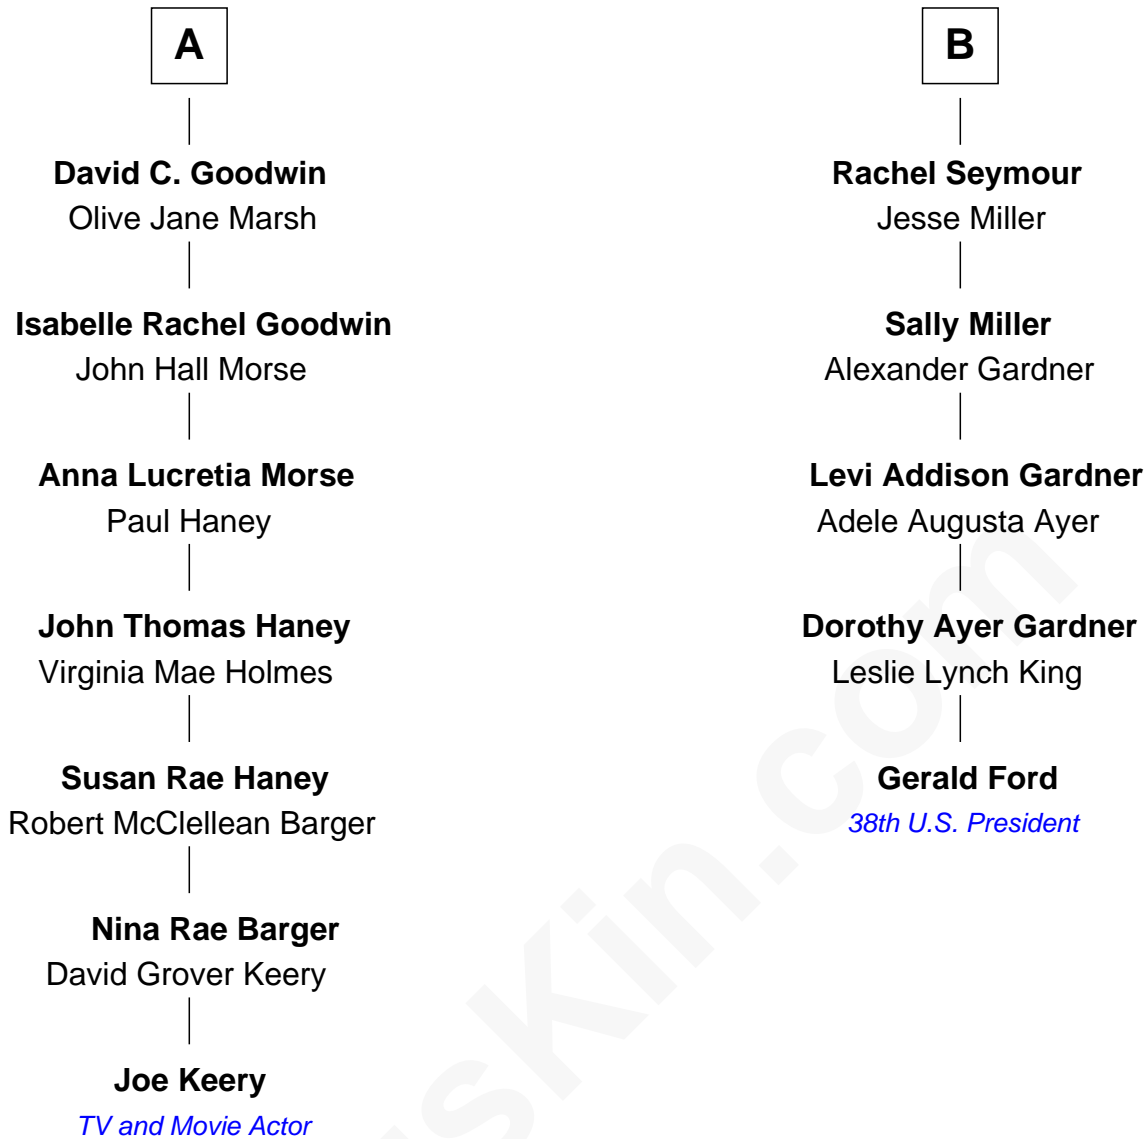 A
David C. Goodwin
Olive Jane Marsh
Isabelle Rachel Goodwin
John Hall Morse
Anna Lucretia Morse
Paul Haney
John Thomas Haney
Virginia Mae Holmes
Susan Rae Haney
Robert McClellean Barger
Nina Rae Barger
David Grover Keery
Joe Keery
TV and Movie Actor
B
Rachel Seymour
Jesse Miller
Sally Miller
Alexander Gardner
Levi Addison Gardner
Adele Augusta Ayer
Dorothy Ayer Gardner
Leslie Lynch King
Gerald Ford
38th U.S. President
usKin.com